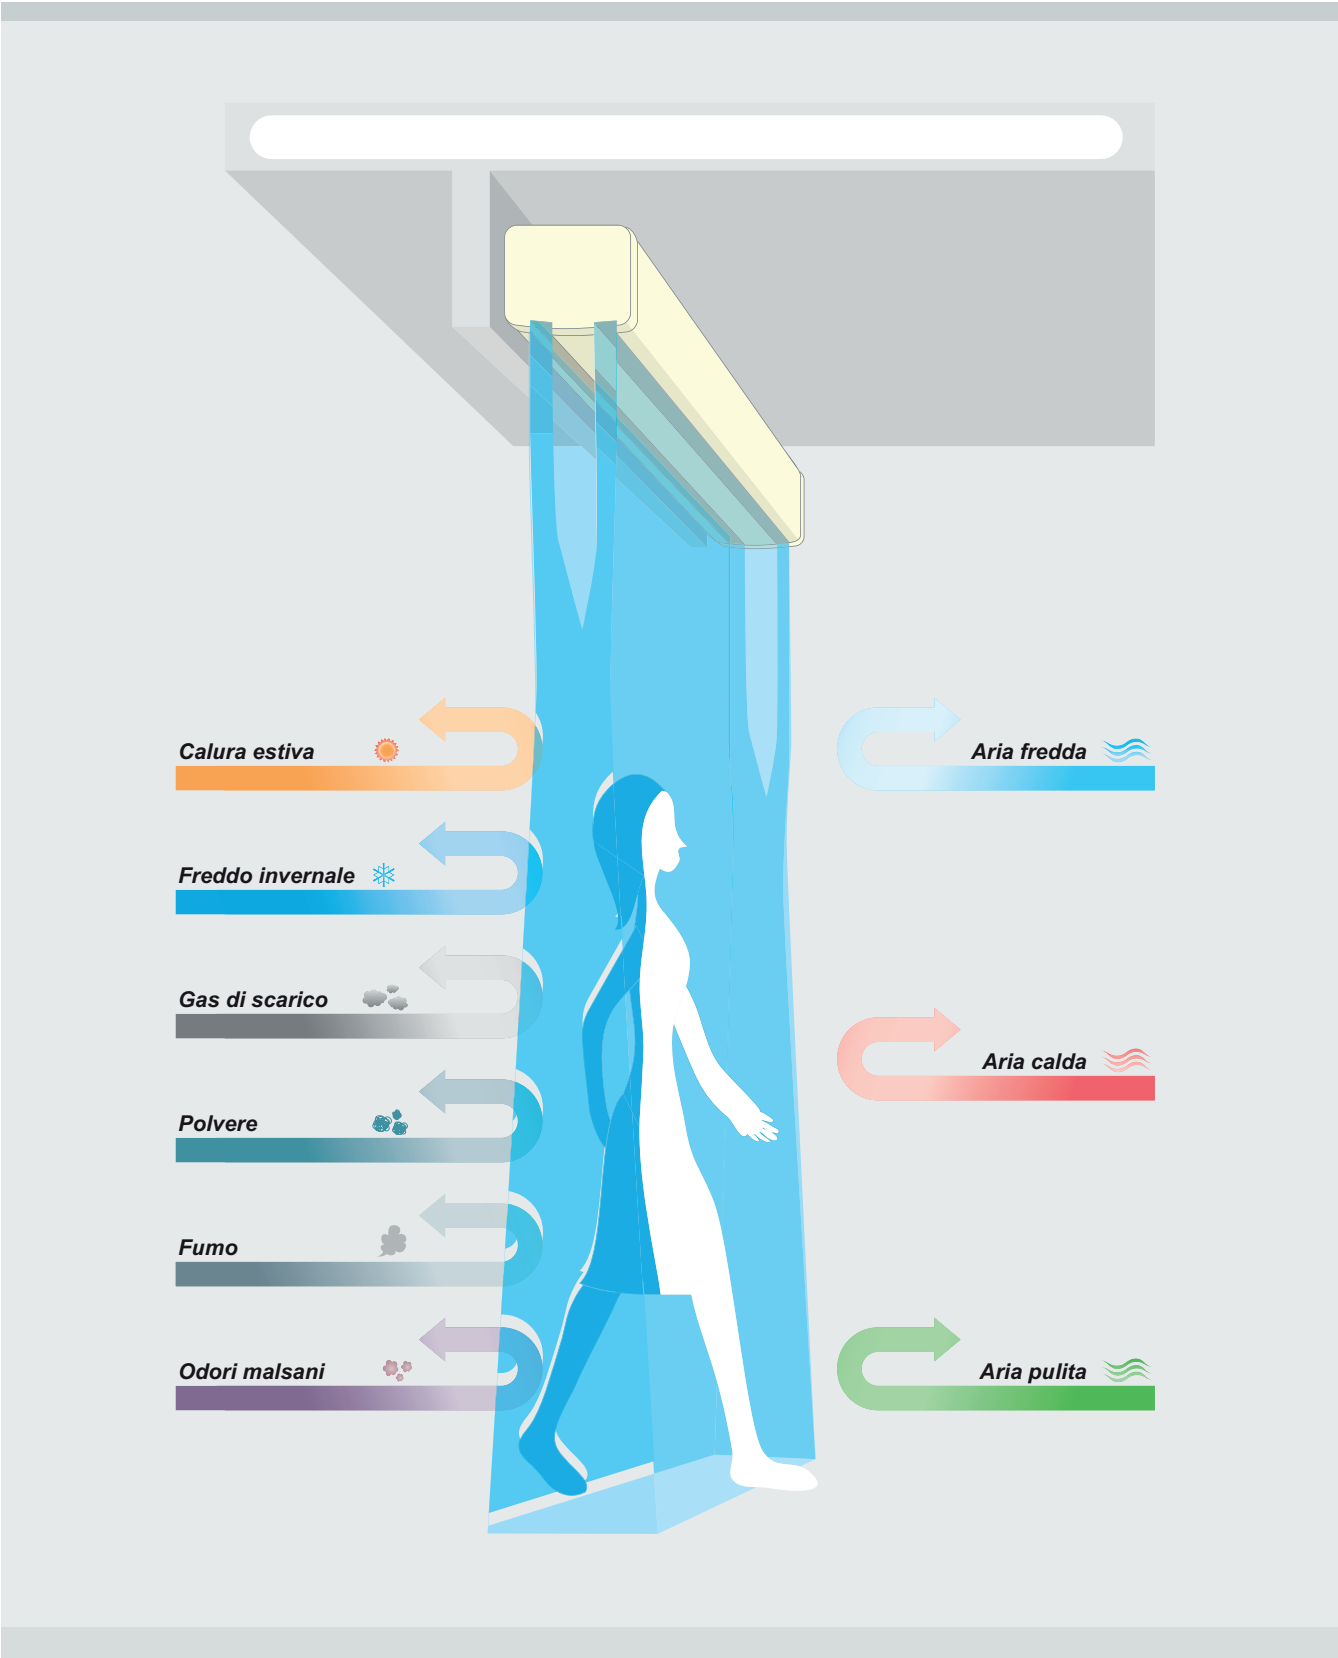 Calura estiva
Freddo invernale
Gas di scarico
Polvere
Fumo
Odori malsani
Aria fredda
Aria calda
Aria pulita